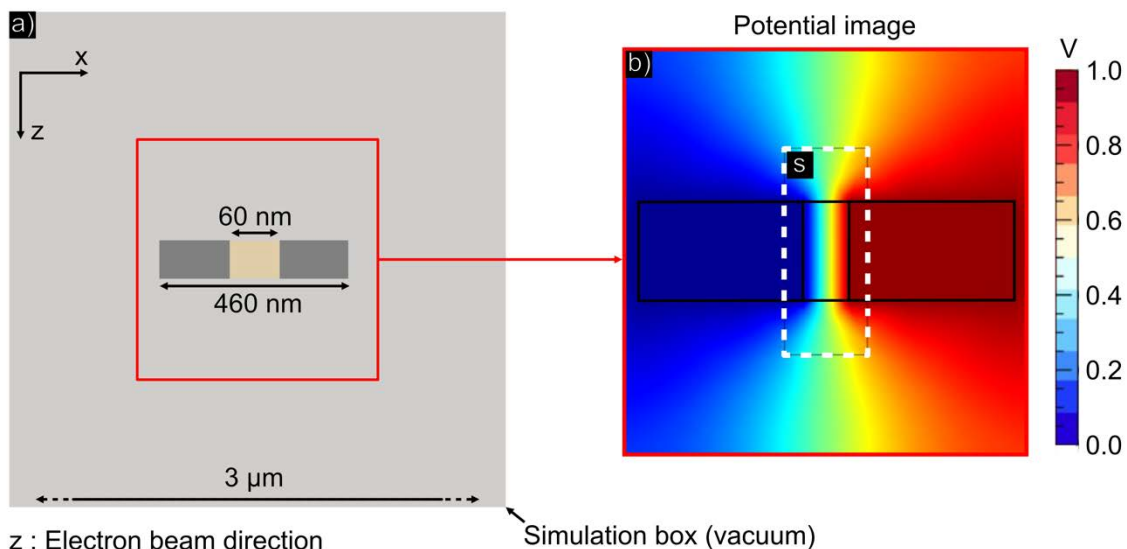 a)
x
z
60 nm
460 nm
3 µm
z : Electron beam direction
Simulation box (vacuum)
Potential image
b)
S
V
1.0
0.8
0.6
0.4
0.2
0.0